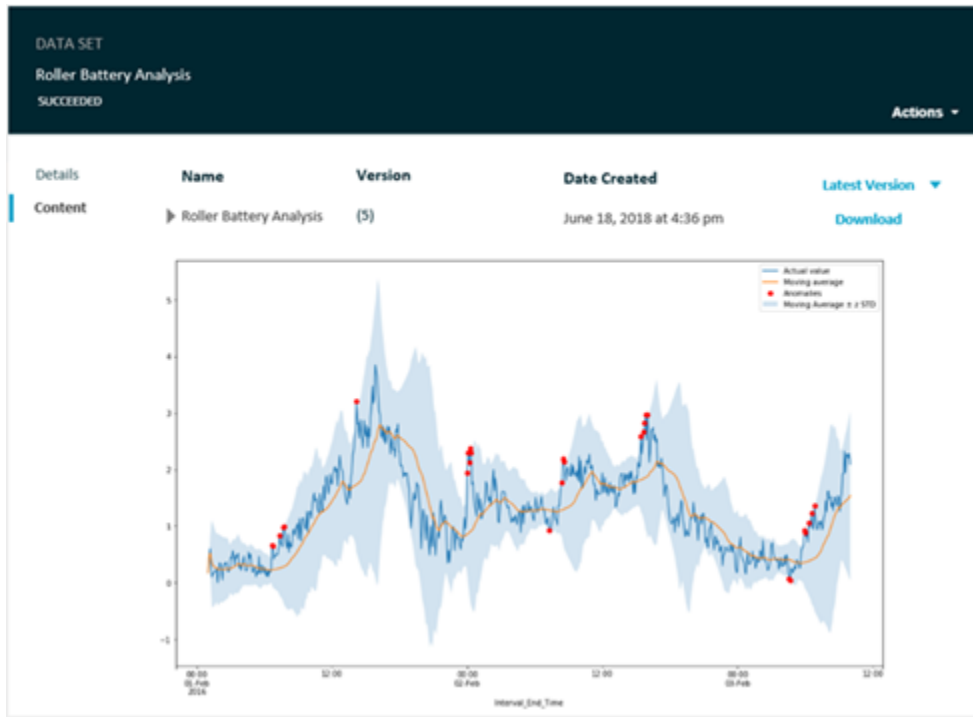 DATA SET
Roller Battery Analysis
SUCCEEDED
Actions
Details
Content
Name
Version
Date Created
Latest Version
Roller Battery Analysis
(5)
June 18, 2018 at 4:36 pm
Download
Actual value
Moving average
Anomalies
Moving Average ± z STD
5
4
3
2
1
0
−1
00:00
01-Feb
2016
12:00
00:00
02-Feb
12:00
00:00
03-Feb
12:00
Interval_End_Time